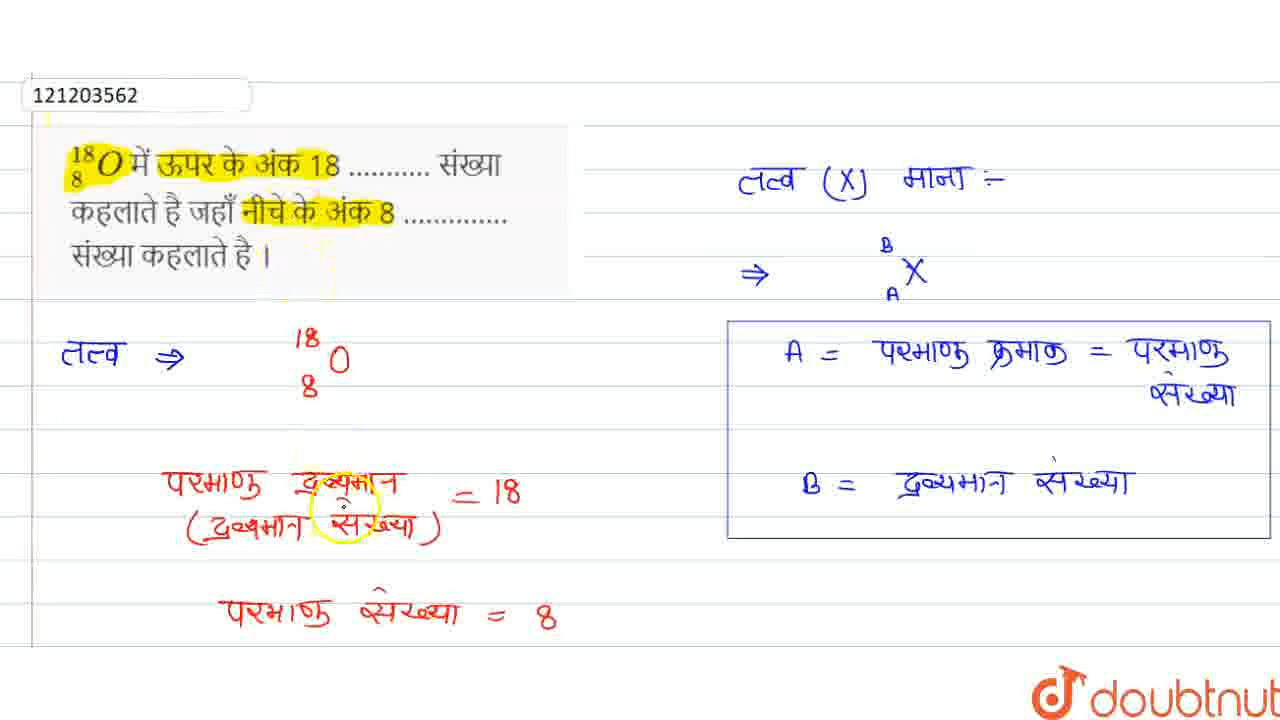 121203562
¹⁸₈O में ऊपर के अंक 18 ........... संख्या
कहलाते है जहाँ नीचे के अंक 8 ..............
संख्या कहलाते है ।
तत्व ⇒ ¹⁸₈O
परमाणु द्रव्यमान
(द्रव्यमान संख्या) = 18
परमाणु संख्या = 8
तत्व (X) माना :-
⇒ ᴮ_A X
A = परमाणु क्रमाक = परमाणु
संख्या
B = द्रव्यमान संख्या
doubtnut